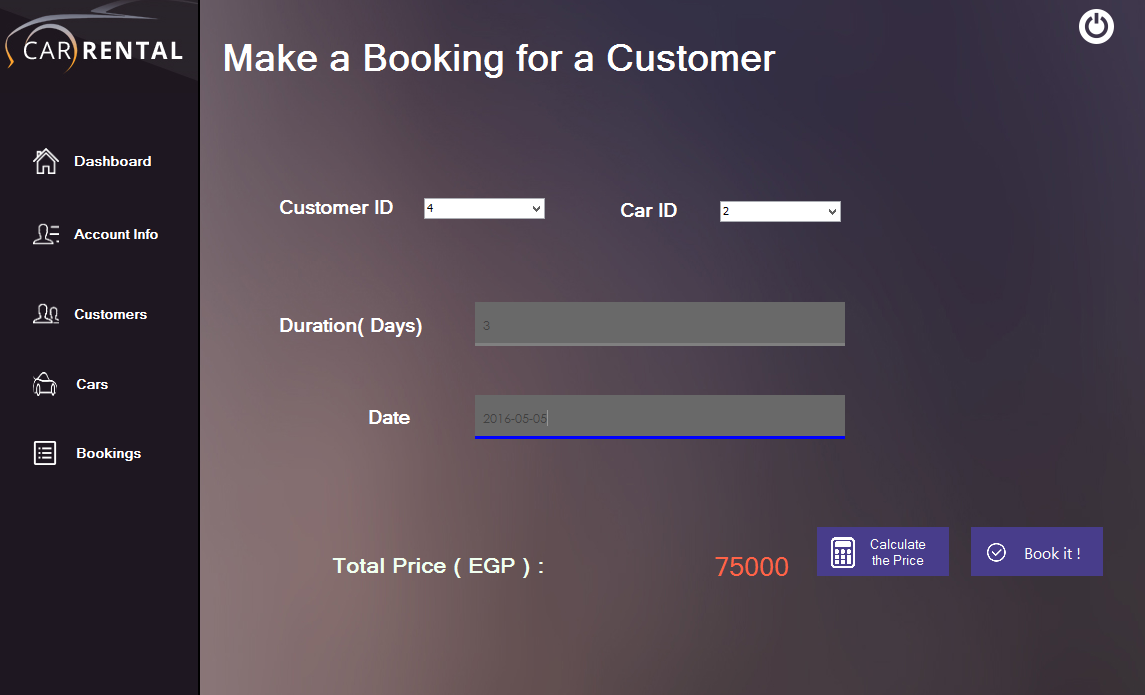 CAR RENTAL
Make a Booking for a Customer
Dashboard
Account Info
Customers
Cars
Bookings
Customer ID
4
Car ID
2
Duration( Days)
3
Date
2016-05-05
Total Price ( EGP ) :
75000
Calculate
the Price
Book it !